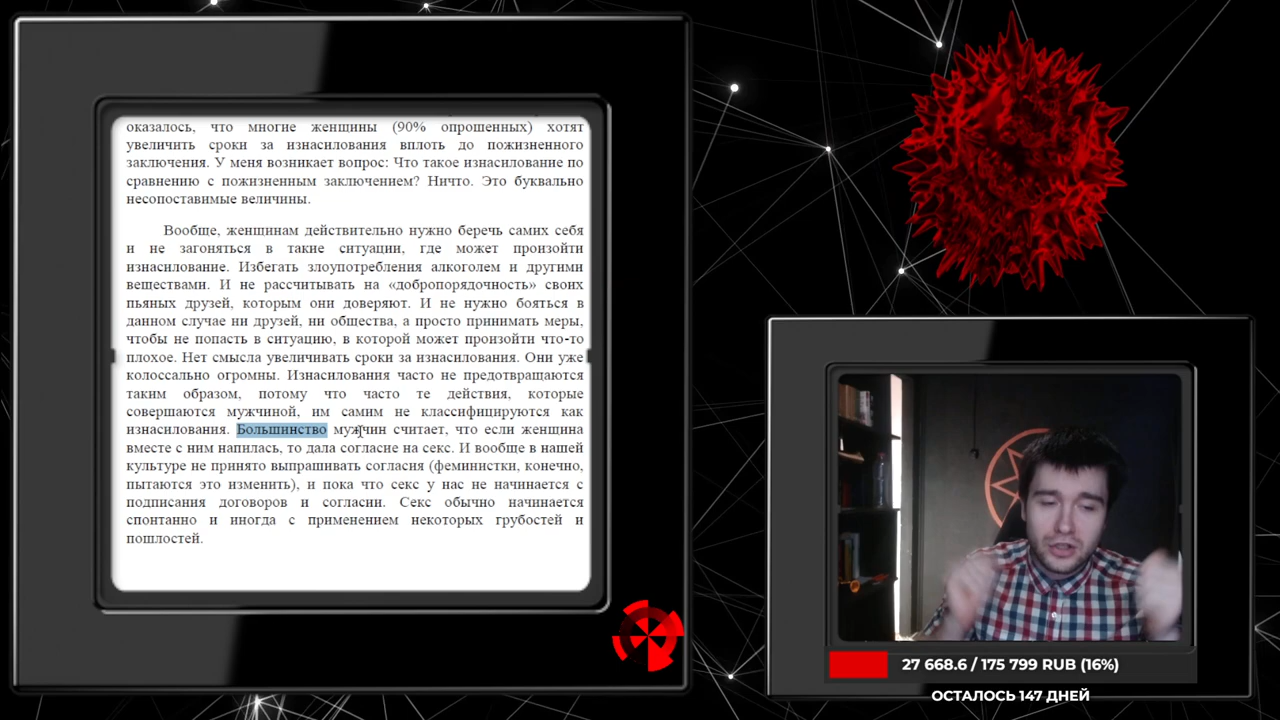 оказалось, что многие женщины (90% опрошенных) хотят
увеличить сроки за изнасилования вплоть до пожизненного
заключения. У меня возникает вопрос: Что такое изнасилование по
сравнению с пожизненным заключением? Ничто. Это буквально
несопоставимые величины.
Вообще, женщинам действительно нужно беречь самих себя
и не загоняться в такие ситуации, где может произойти
изнасилование. Избегать злоупотребления алкоголем и другими
веществами. И не рассчитывать на «добропорядочность» своих
пьяных друзей, которым они доверяют. И не нужно бояться в
данном случае ни друзей, ни общества, а просто принимать меры,
чтобы не попасть в ситуацию, в которой может произойти что-то
плохое. Нет смысла увеличивать сроки за изнасилования. Они уже
колоссально огромны. Изнасилования часто не предотвращаются
таким образом, потому что часто те действия, которые
совершаются мужчиной, им самим не классифицируются как
изнасилования. Большинство мужчин считает, что если женщина
вместе с ним напилась, то дала согласие на секс. И вообще в нашей
культуре не принято выпрашивать согласия (феминистки, конечно,
пытаются это изменить), и пока что секс у нас не начинается с
подписания договоров и согласии. Секс обычно начинается
спонтанно и иногда с применением некоторых грубостей и
пошлостей.
27 668.6 / 175 799 RUB (16%)
ОСТАЛОСЬ 147 ДНЕЙ